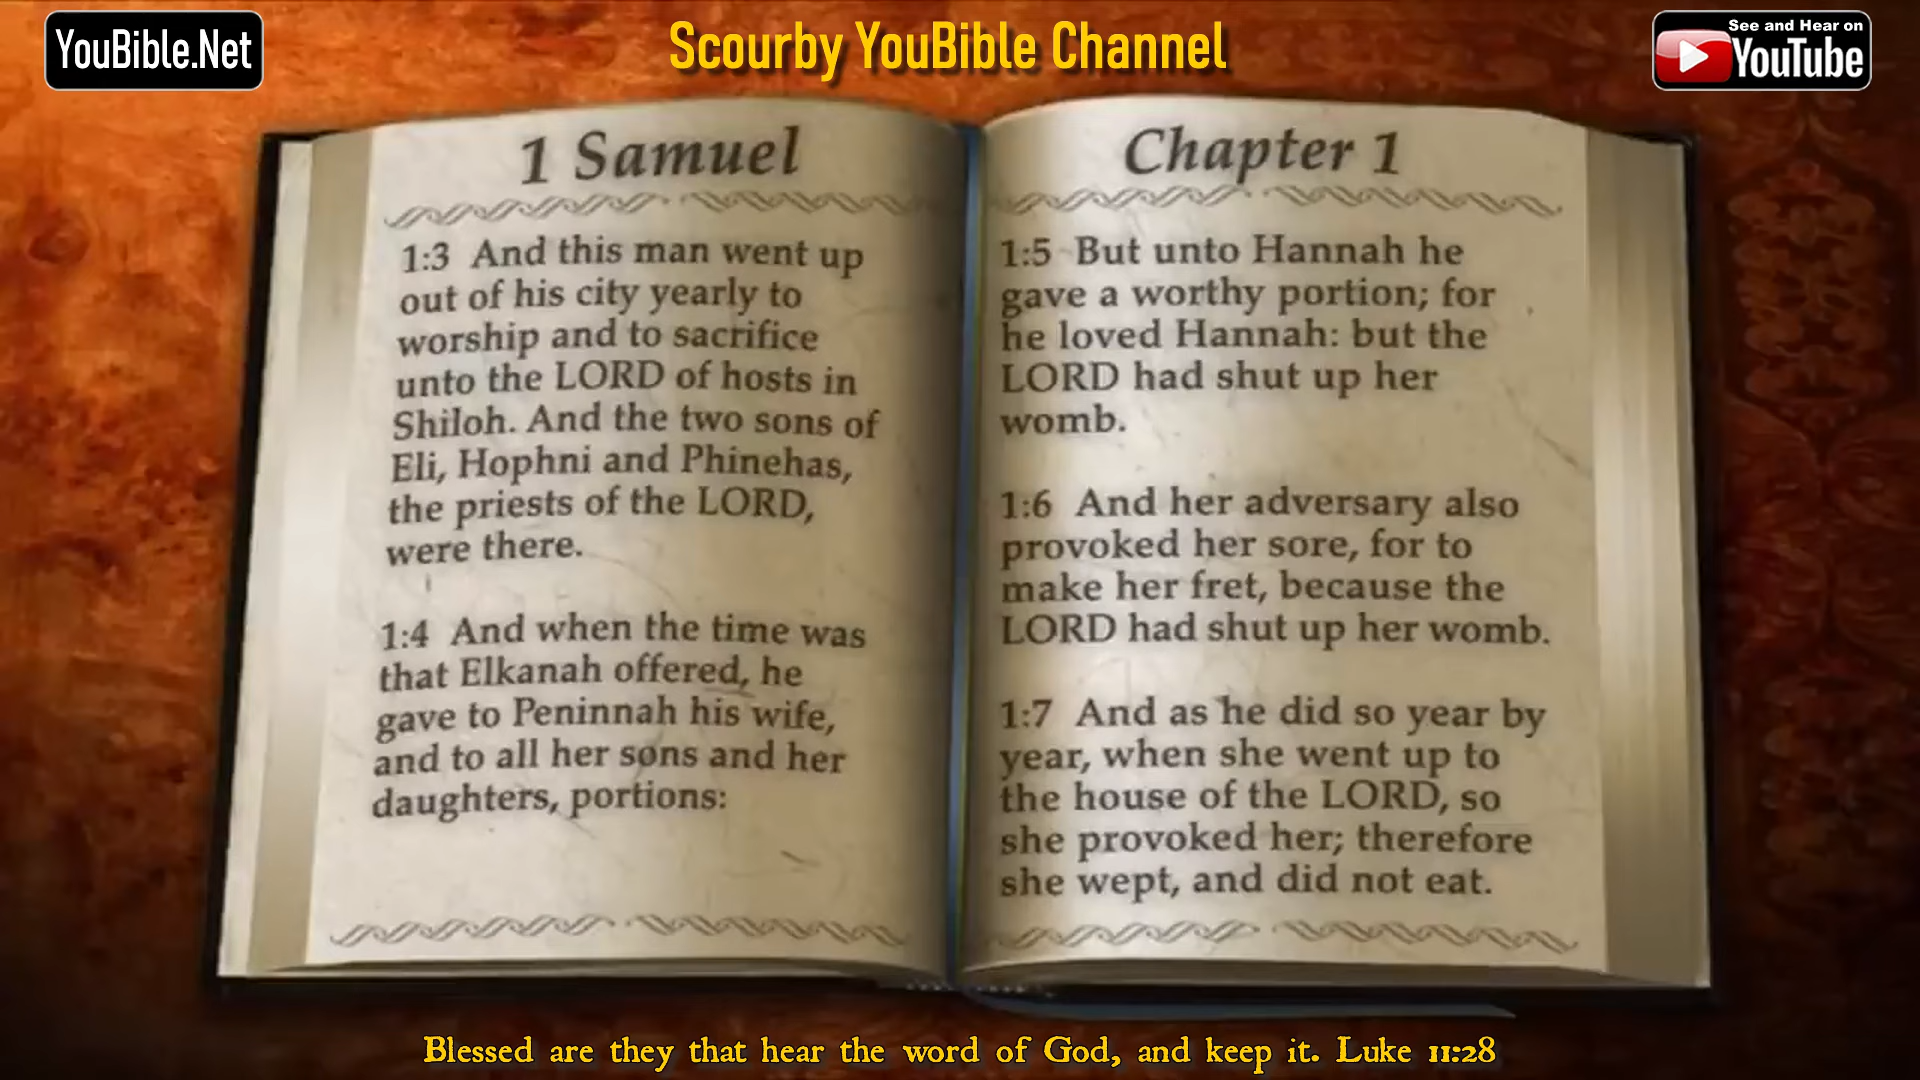 YouBible.Net
Scourby YouBible Channel
See and Hear on
YouTube
1 Samuel
1:3 And this man went up
out of his city yearly to
worship and to sacrifice
unto the LORD of hosts in
Shiloh. And the two sons of
Eli, Hophni and Phinehas,
the priests of the LORD,
were there.
1:4 And when the time was
that Elkanah offered, he
gave to Peninnah his wife,
and to all her sons and her
daughters, portions:
Chapter 1
1:5 But unto Hannah he
gave a worthy portion; for
he loved Hannah: but the
LORD had shut up her
womb.
1:6 And her adversary also
provoked her sore, for to
make her fret, because the
LORD had shut up her womb.
1:7 And as he did so year by
year, when she went up to
the house of the LORD, so
she provoked her; therefore
she wept, and did not eat.
Blessed are they that hear the word of God, and keep it. Luke 11:28